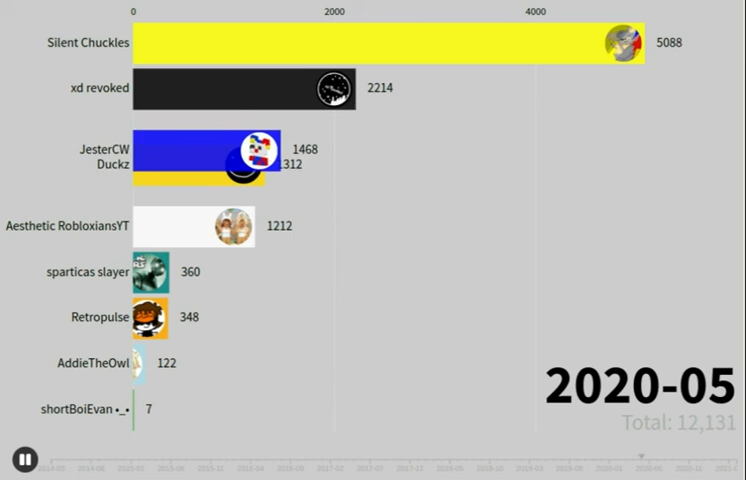 0 2000 4000
Silent Chuckles 5088
xd revoked 2214
JesterCW 1468
Duckz 1312
Aesthetic RobloxiansYT 1212
sparticas slayer 360
Retropulse 348
AddieTheOwl 122
shortBoiEvan •_• 7
2020-05
Total: 12,131